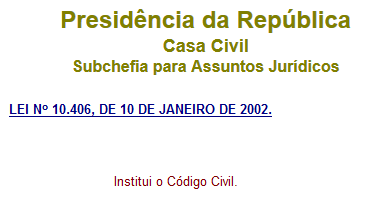 Presidência da República
Casa Civil
Subchefia para Assuntos Jurídicos
LEI Nº 10.406, DE 10 DE JANEIRO DE 2002.
Institui o Código Civil.